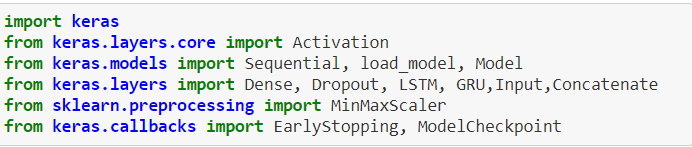 import keras
from keras.layers.core import Activation
from keras.models import Sequential, load_model, Model
from keras.layers import Dense, Dropout, LSTM, GRU,Input,Concatenate
from sklearn.preprocessing import MinMaxScaler
from keras.callbacks import EarlyStopping, ModelCheckpoint